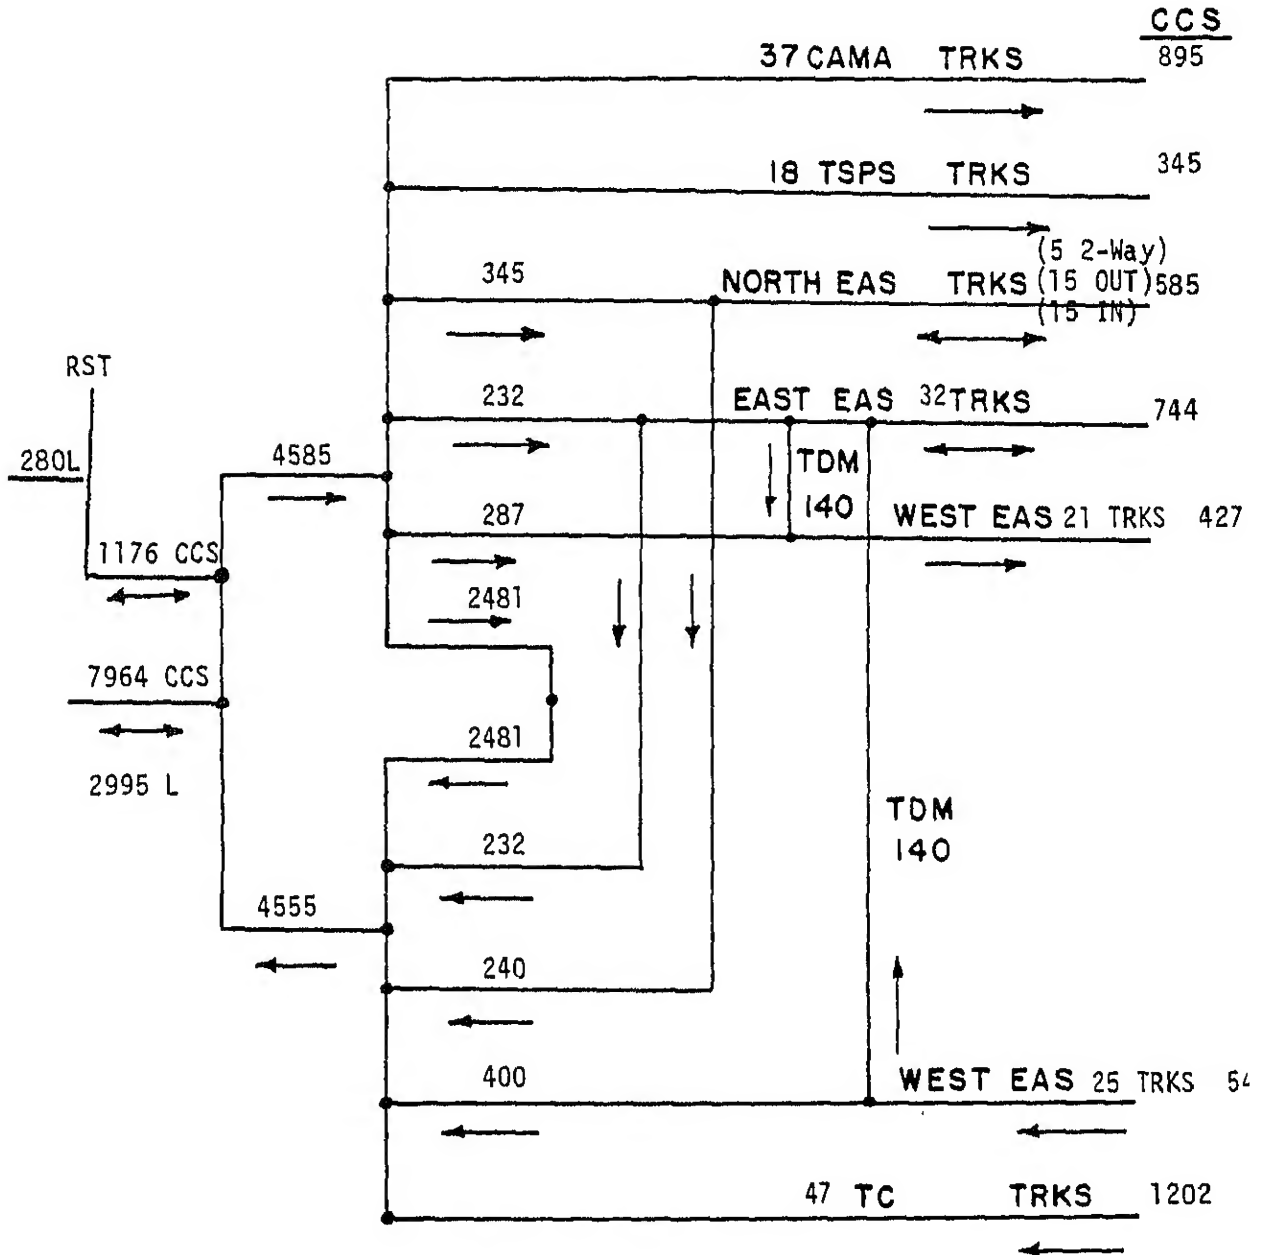 CCS
37 CAMA TRKS 895
18 TSPS TRKS 345
(5 2-Way)
345 NORTH EAS TRKS (15 OUT) 585
(15 IN)
RST
232 EAST EAS 32 TRKS 744
280L
4585
TDM
140
287 WEST EAS 21 TRKS 427
1176 CCS
2481
7964 CCS
2481
2995 L
TDM
140
232
4555
240
400 WEST EAS 25 TRKS
47 TC TRKS 1202